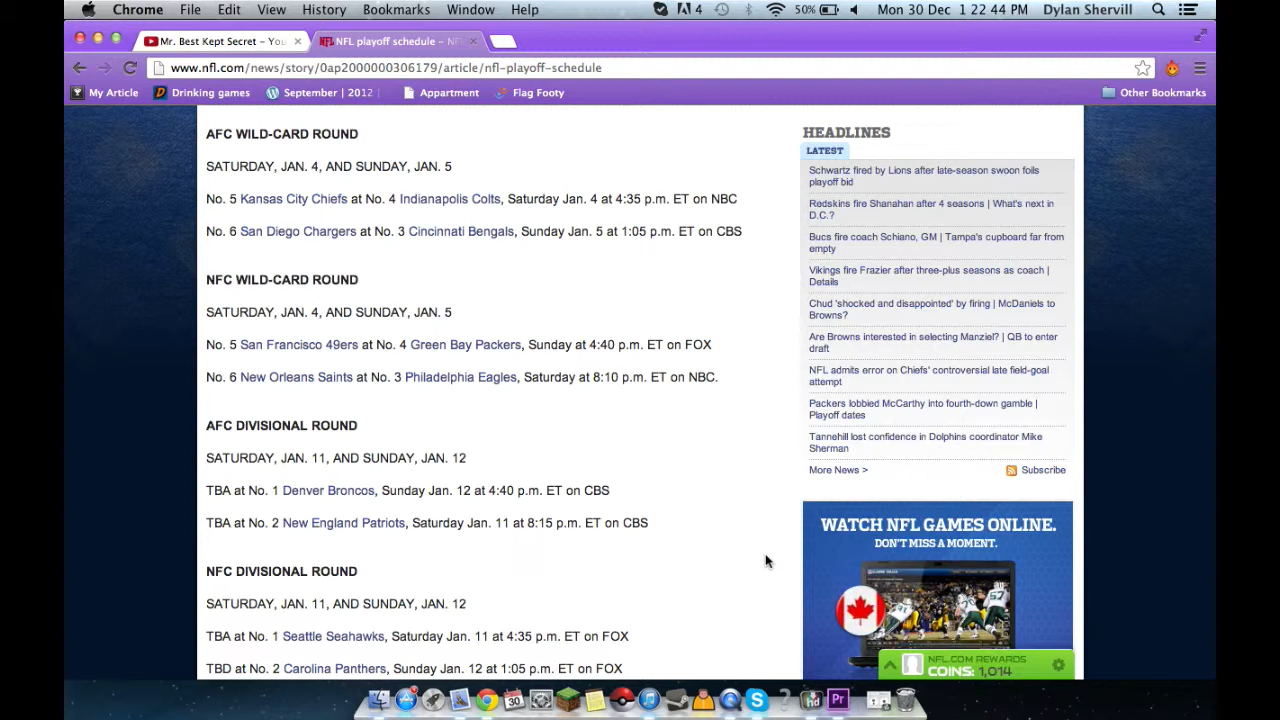 Chrome File Edit View History Bookmarks Window Help 4 50% Mon 30 Dec 1 22 44 PM Dylan Shervill
Mr. Best Kept Secret – You NFL playoff schedule – NF
www.nfl.com/news/story/0ap2000000306179/article/nfl-playoff-schedule
My Article Drinking games September | 2012 Appartment Flag Footy Other Bookmarks
AFC WILD-CARD ROUND
SATURDAY, JAN. 4, AND SUNDAY, JAN. 5
No. 5 Kansas City Chiefs at No. 4 Indianapolis Colts, Saturday Jan. 4 at 4:35 p.m. ET on NBC
No. 6 San Diego Chargers at No. 3 Cincinnati Bengals, Sunday Jan. 5 at 1:05 p.m. ET on CBS
NFC WILD-CARD ROUND
SATURDAY, JAN. 4, AND SUNDAY, JAN. 5
No. 5 San Francisco 49ers at No. 4 Green Bay Packers, Sunday at 4:40 p.m. ET on FOX
No. 6 New Orleans Saints at No. 3 Philadelphia Eagles, Saturday at 8:10 p.m. ET on NBC.
AFC DIVISIONAL ROUND
SATURDAY, JAN. 11, AND SUNDAY, JAN. 12
TBA at No. 1 Denver Broncos, Sunday Jan. 12 at 4:40 p.m. ET on CBS
TBA at No. 2 New England Patriots, Saturday Jan. 11 at 8:15 p.m. ET on CBS
NFC DIVISIONAL ROUND
SATURDAY, JAN. 11, AND SUNDAY, JAN. 12
TBA at No. 1 Seattle Seahawks, Saturday Jan. 11 at 4:35 p.m. ET on FOX
TBD at No. 2 Carolina Panthers, Sunday Jan. 12 at 1:05 p.m. ET on FOX
HEADLINES
LATEST
Schwartz fired by Lions after late-season swoon foils
playoff bid
Redskins fire Shanahan after 4 seasons | What's next in
D.C.?
Bucs fire coach Schiano, GM | Tampa's cupboard far from
empty
Vikings fire Frazier after three-plus seasons as coach |
Details
Chud 'shocked and disappointed' by firing | McDaniels to
Browns?
Are Browns interested in selecting Manziel? | QB to enter
draft
NFL admits error on Chiefs' controversial late field-goal
attempt
Packers lobbied McCarthy into fourth-down gamble |
Playoff dates
Tannehill lost confidence in Dolphins coordinator Mike
Sherman
More News > Subscribe
WATCH NFL GAMES ONLINE.
DON'T MISS A MOMENT.
NFL.COM REWARDS
COINS: 1,014
30 hd Pr